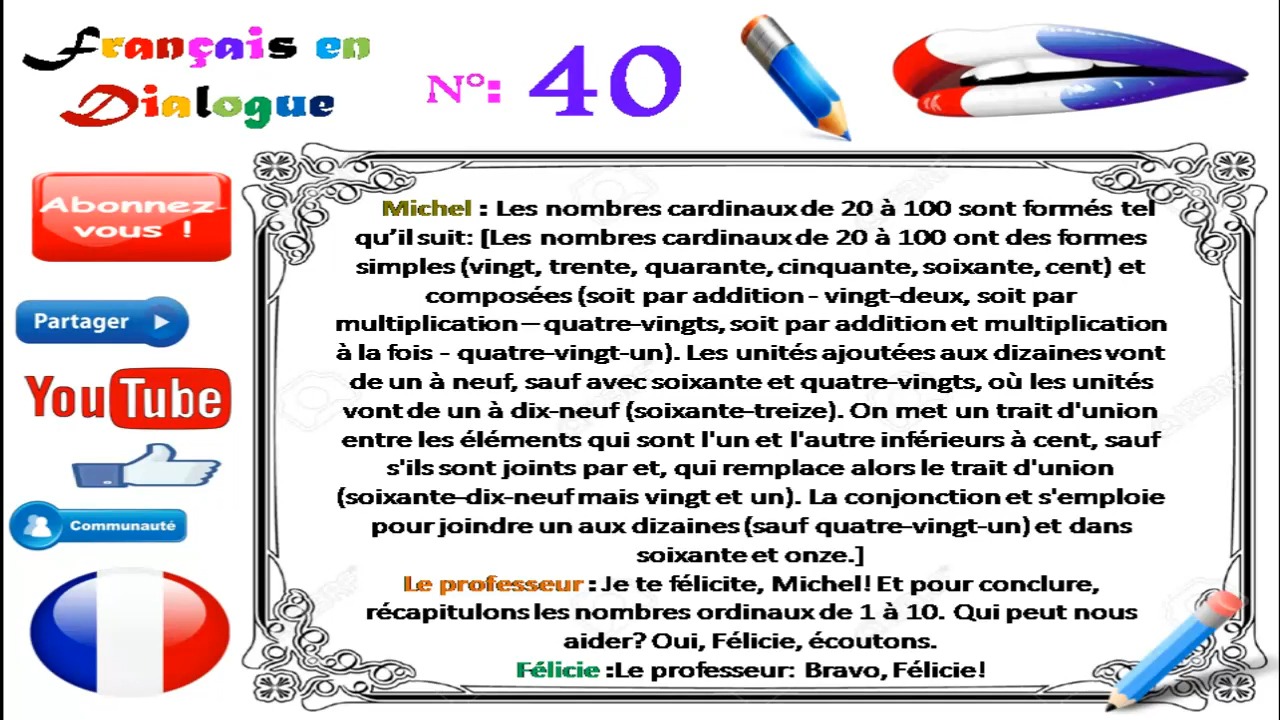 Français en
Dialogue
N°: 40
Abonnez-
vous !
Partager
YouTube
Communauté
Michel : Les nombres cardinaux de 20 à 100 sont formés tel
qu’il suit: [Les nombres cardinaux de 20 à 100 ont des formes
simples (vingt, trente, quarante, cinquante, soixante, cent) et
composées (soit par addition - vingt-deux, soit par
multiplication — quatre-vingts, soit par addition et multiplication
à la fois - quatre-vingt-un). Les unités ajoutées aux dizaines vont
de un à neuf, sauf avec soixante et quatre-vingts, où les unités
vont de un à dix-neuf (soixante-treize). On met un trait d'union
entre les éléments qui sont l'un et l'autre inférieurs à cent, sauf
s'ils sont joints par et, qui remplace alors le trait d'union
(soixante-dix-neuf mais vingt et un). La conjonction et s'emploie
pour joindre un aux dizaines (sauf quatre-vingt-un) et dans
soixante et onze.]
Le professeur : Je te félicite, Michel! Et pour conclure,
récapitulons les nombres ordinaux de 1 à 10. Qui peut nous
aider? Oui, Félicie, écoutons.
Félicie :Le professeur: Bravo, Félicie!